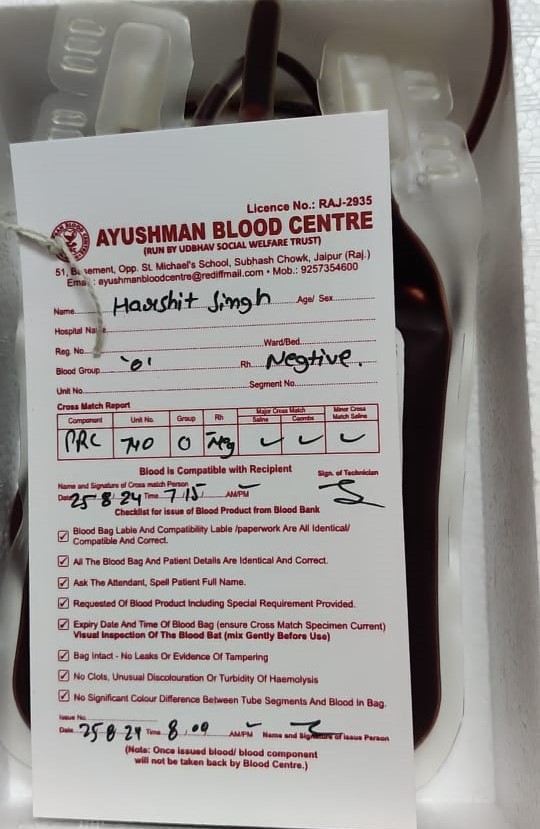 Licence No.: RAJ-2935
AYUSHMAN BLOOD CENTRE
(RUN BY UDBHAV SOCIAL WELFARE TRUST)
51, Basement, Opp. St. Michael's School, Subhash Chowk, Jaipur (Raj.)
Email : ayushmanbloodcentre@rediffmail.com • Mob.: 9257354600
Name Harshit Singh Age/ Sex
Hospital Name
Reg. No. Ward/Bed
Blood Group 'O' Rh Negtive.
Unit No. Segment No.
Cross Match Report
Component Unit No. Group Rh Major Cross Match Minor Cross
Saline Coombs Match Saline
PRC 740 O Neg ✓ ✓ ✓
Blood is Compatible with Recipient
Name and Signature of Cross match Person Sign. of Technician
Date 25 8 24 Time 7:15 AM/PM
Checklist for issue of Blood Product from Blood Bank
☑ Blood Bag Lable And Compatibility Lable /paperwork Are All Identical/
Compatible And Correct.
☑ All The Blood Bag And Patient Details Are Identical And Correct.
☑ Ask The Attendant, Spell Patient Full Name.
☑ Requested Of Blood Product Including Special Requirement Provided.
☑ Expiry Date And Time Of Blood Bag (ensure Cross Match Specimen Current)
Visual Inspection Of The Blood Bat (mix Gently Before Use)
☑ Bag Intact - No Leaks Or Evidence Of Tampering
☑ No Clots, Unusual Discolouration Or Turbidity Of Haemolysis
☑ No Significant Colour Difference Between Tube Segments And Blood In Bag.
Issue No.
Date 25 8 24 Time 8:09 AM/PM Name and Signature of Issue Person
(Note: Once issued blood/ blood component
will not be taken back by Blood Centre.)